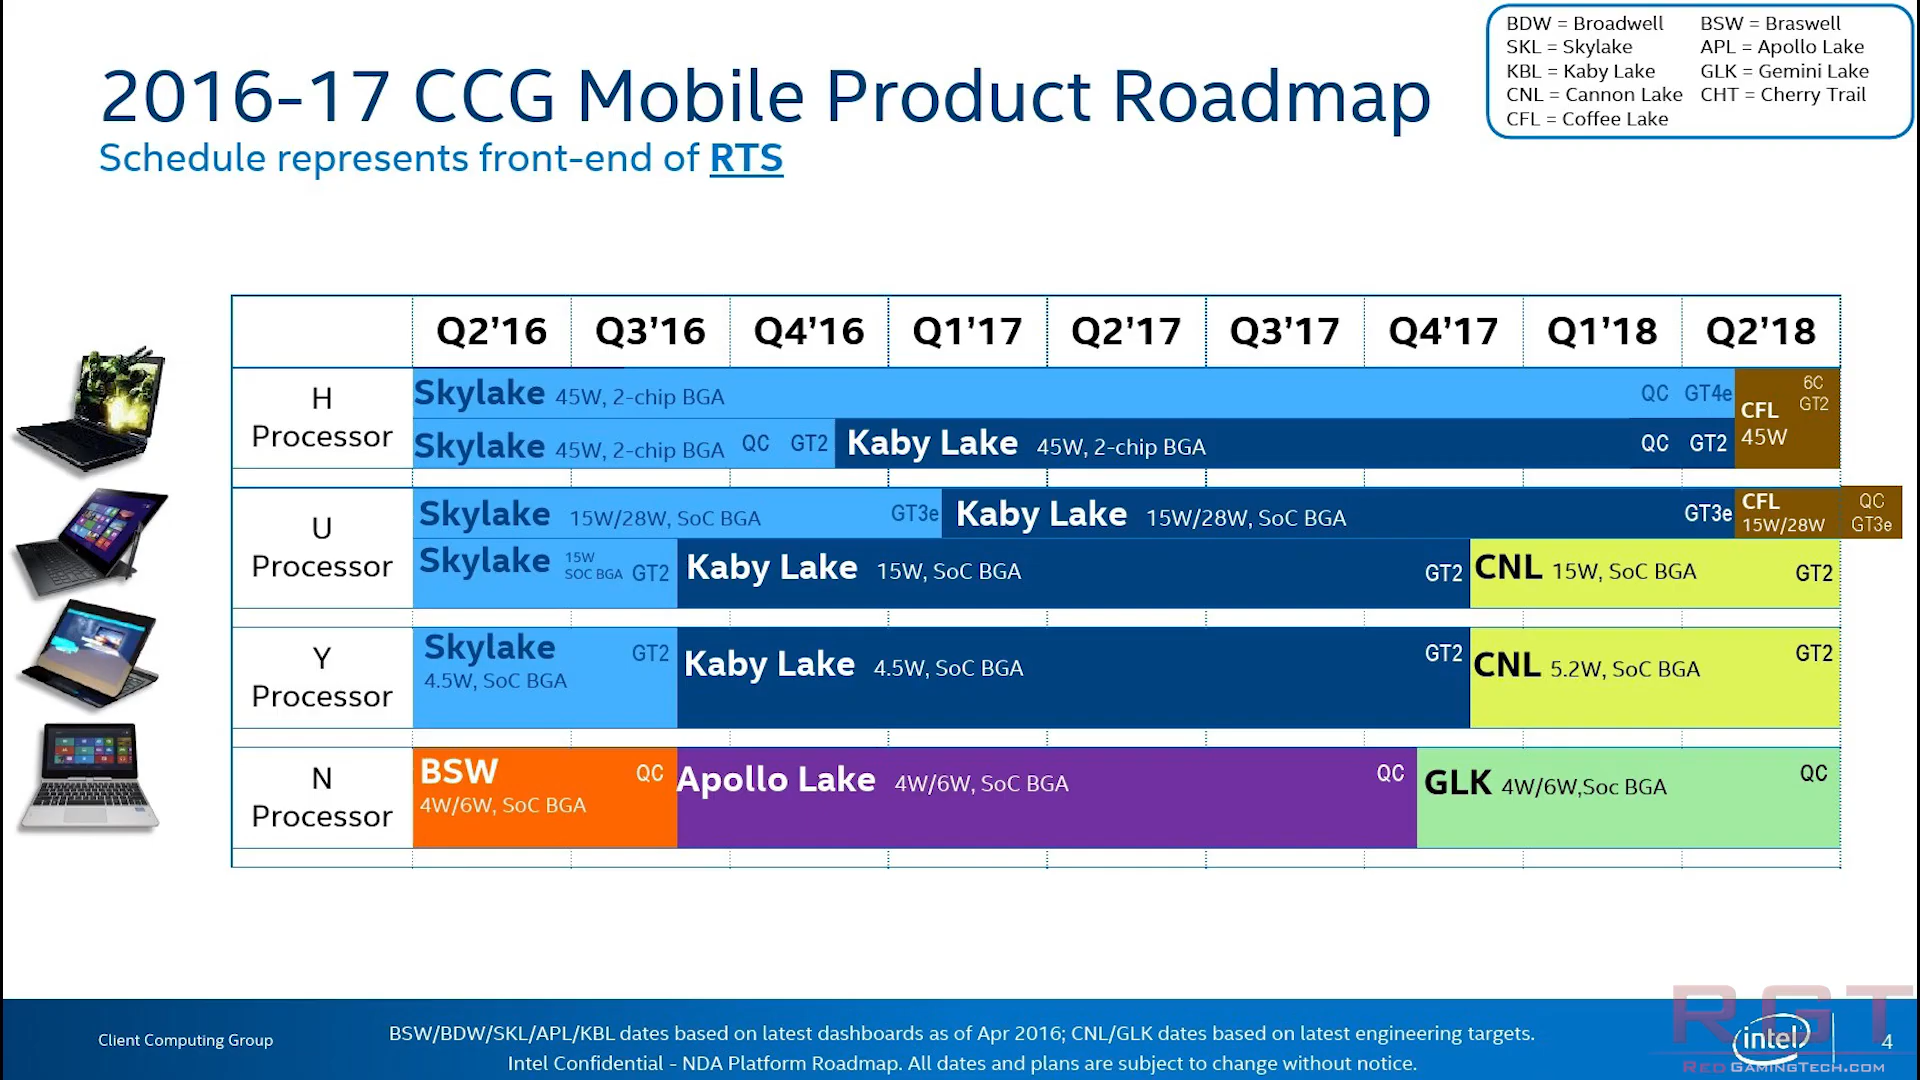 BDW = Broadwell BSW = Braswell
SKL = Skylake APL = Apollo Lake
KBL = Kaby Lake GLK = Gemini Lake
CNL = Cannon Lake CHT = Cherry Trail
CFL = Coffee Lake
2016-17 CCG Mobile Product Roadmap
Schedule represents front-end of RTS
Q2’16 Q3’16 Q4’16 Q1’17 Q2’17 Q3’17 Q4’17 Q1’18 Q2’18
H
Processor
Skylake 45W, 2-chip BGA QC GT4e
Skylake 45W, 2-chip BGA QC GT2
Kaby Lake 45W, 2-chip BGA QC GT2
6C
GT2
CFL
45W
U
Processor
Skylake 15W/28W, SoC BGA GT3e
Kaby Lake 15W/28W, SoC BGA GT3e
CFL
15W/28W
QC
GT3e
Skylake 15W
SOC BGA GT2
Kaby Lake 15W, SoC BGA GT2
CNL 15W, SoC BGA GT2
Y
Processor
Skylake GT2
4.5W, SoC BGA
Kaby Lake 4.5W, SoC BGA GT2
CNL 5.2W, SoC BGA GT2
N
Processor
BSW QC
4W/6W, SoC BGA
Apollo Lake 4W/6W, SoC BGA QC
GLK 4W/6W,Soc BGA QC
Client Computing Group
BSW/BDW/SKL/APL/KBL dates based on latest dashboards as of Apr 2016; CNL/GLK dates based on latest engineering targets.
Intel Confidential - NDA Platform Roadmap. All dates and plans are subject to change without notice.
RGT
intel
4
RedGamingTech.com